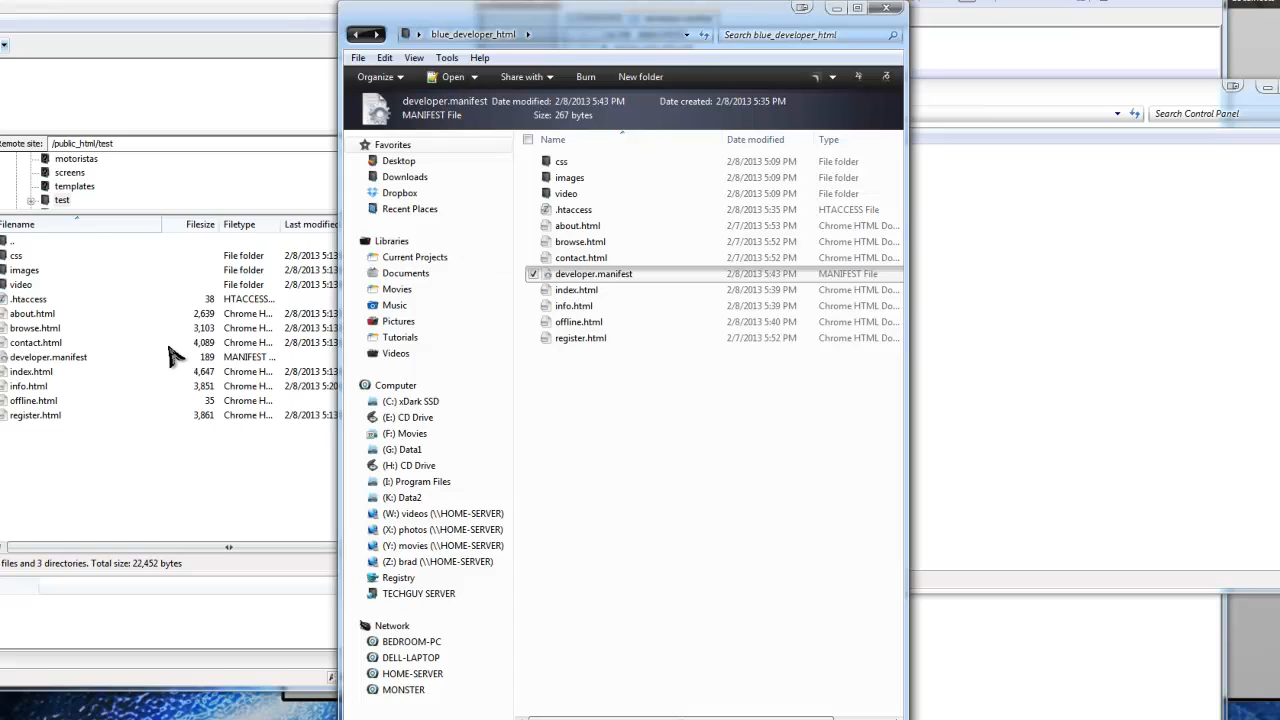 blue_developer_html
Search blue_developer_html
File Edit View Tools Help
Organize Open Share with Burn New folder
developer.manifest Date modified: 2/8/2013 5:43 PM Date created: 2/8/2013 5:35 PM
MANIFEST File Size: 267 bytes
Search Control Panel
Remote site: /public_html/test
motoristas
screens
templates
test
Filename Filesize Filetype Last modified
..
css File folder 2/8/2013 5:0
images File folder 2/8/2013 5:0
video File folder 2/8/2013 5:0
.htaccess 38 HTACCESS... 2/8/2013 5:3
about.html 2,639 Chrome H... 2/8/2013 5:13
browse.html 3,103 Chrome H... 2/8/2013 5:13
contact.html 4,089 Chrome H... 2/8/2013 5:13
developer.manifest 189 MANIFEST ... 2/8/2013 5:3
index.html 4,647 Chrome H... 2/8/2013 5:13
info.html 3,851 Chrome H... 2/8/2013 5:20
offline.html 35 Chrome H... 2/8/2013 5:13
register.html 3,861 Chrome H... 2/8/2013 5:13
files and 3 directories. Total size: 22,452 bytes
Favorites
Desktop
Downloads
Dropbox
Recent Places
Libraries
Current Projects
Documents
Movies
Music
Pictures
Tutorials
Videos
Computer
(C:) xDark SSD
(E:) CD Drive
(F:) Movies
(G:) Data1
(H:) CD Drive
(I:) Program Files
(K:) Data2
(W:) videos (\\HOME-SERVER)
(X:) photos (\\HOME-SERVER)
(Y:) movies (\\HOME-SERVER)
(Z:) brad (\\HOME-SERVER)
Registry
TECHGUY SERVER
Network
BEDROOM-PC
DELL-LAPTOP
HOME-SERVER
MONSTER
Name Date modified Type
css 2/8/2013 5:09 PM File folder
images 2/8/2013 5:09 PM File folder
video 2/8/2013 5:09 PM File folder
.htaccess 2/8/2013 5:35 PM HTACCESS File
about.html 2/7/2013 5:53 PM Chrome HTML Do...
browse.html 2/7/2013 5:52 PM Chrome HTML Do...
contact.html 2/7/2013 5:52 PM Chrome HTML Do...
developer.manifest 2/8/2013 5:43 PM MANIFEST File
index.html 2/8/2013 5:39 PM Chrome HTML Do...
info.html 2/8/2013 5:39 PM Chrome HTML Do...
offline.html 2/8/2013 5:40 PM Chrome HTML Do...
register.html 2/7/2013 5:52 PM Chrome HTML Do...